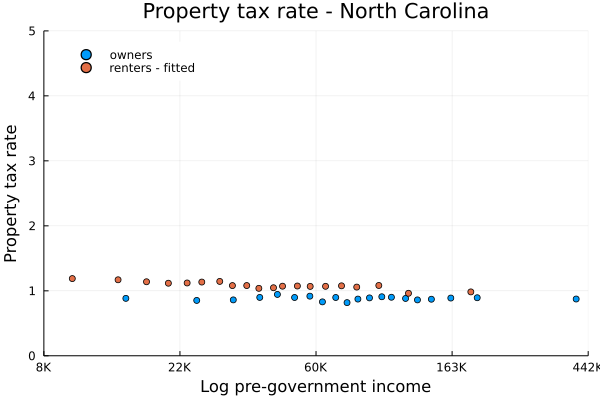 Property tax rate - North Carolina
owners
renters - fitted
5
4
3
2
1
0
Property tax rate
8K 22K 60K 163K 442K
Log pre-government income